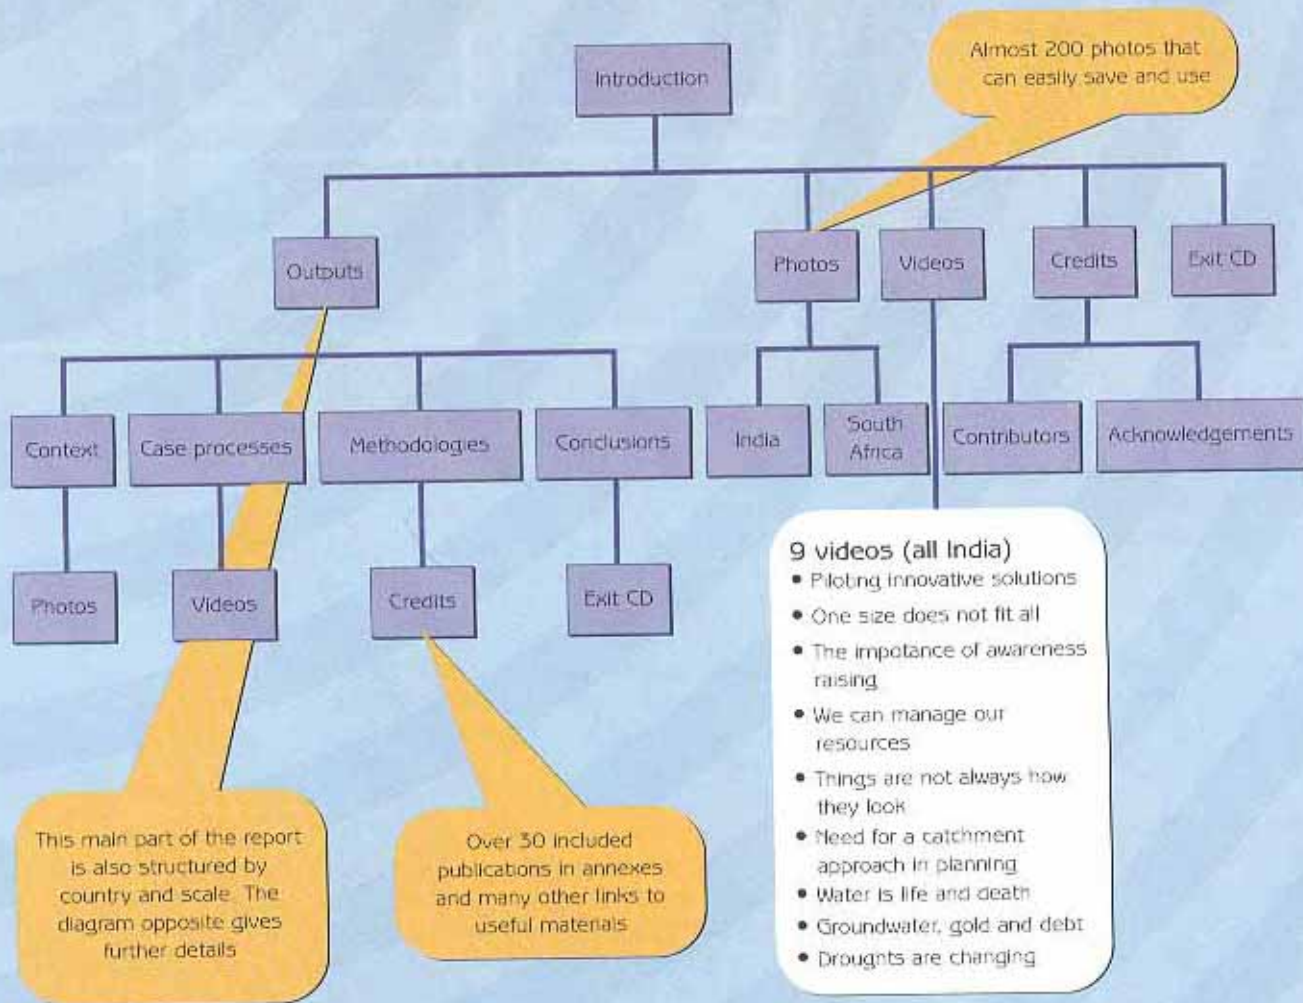 Introduction
Almost 200 photos that
can easily save and use
Outputs
Photos
Videos
Credits
Exit CD
Context
Case processes
Methodologies
Conclusions
India
South
Africa
Contributors
Acknowledgements
Photos
Videos
Credits
Exit CD
9 videos (all India)
• Piloting innovative solutions
• One size does not fit all
• The impotance of awareness
raising
• We can manage our
resources
• Things are not always how
they look
• Need for a catchment
approach in planning
• Water is life and death
• Groundwater, gold and debt
• Droughts are changing
This main part of the report
is also structured by
country and scale. The
diagram opposite gives
further details
Over 30 included
publications in annexes
and many other links to
useful materials